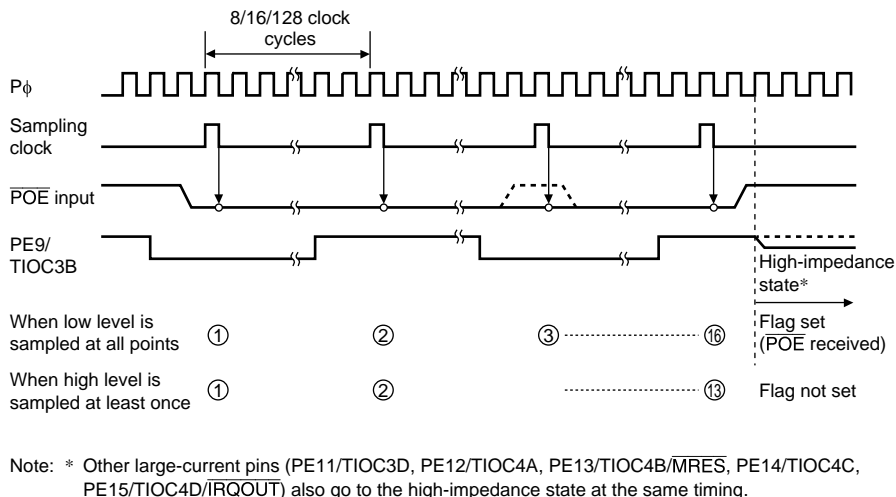 8/16/128 clock
cycles
Pϕ
Sampling
clock
POE input
PE9/
TIOC3B
High-impedance
state*
When low level is
sampled at all points
① ② ③ ⑯
Flag set
(POE received)
When high level is
sampled at least once
① ② ⑬
Flag not set
Note: * Other large-current pins (PE11/TIOC3D, PE12/TIOC4A, PE13/TIOC4B/MRES, PE14/TIOC4C,
PE15/TIOC4D/IRQOUT) also go to the high-impedance state at the same timing.